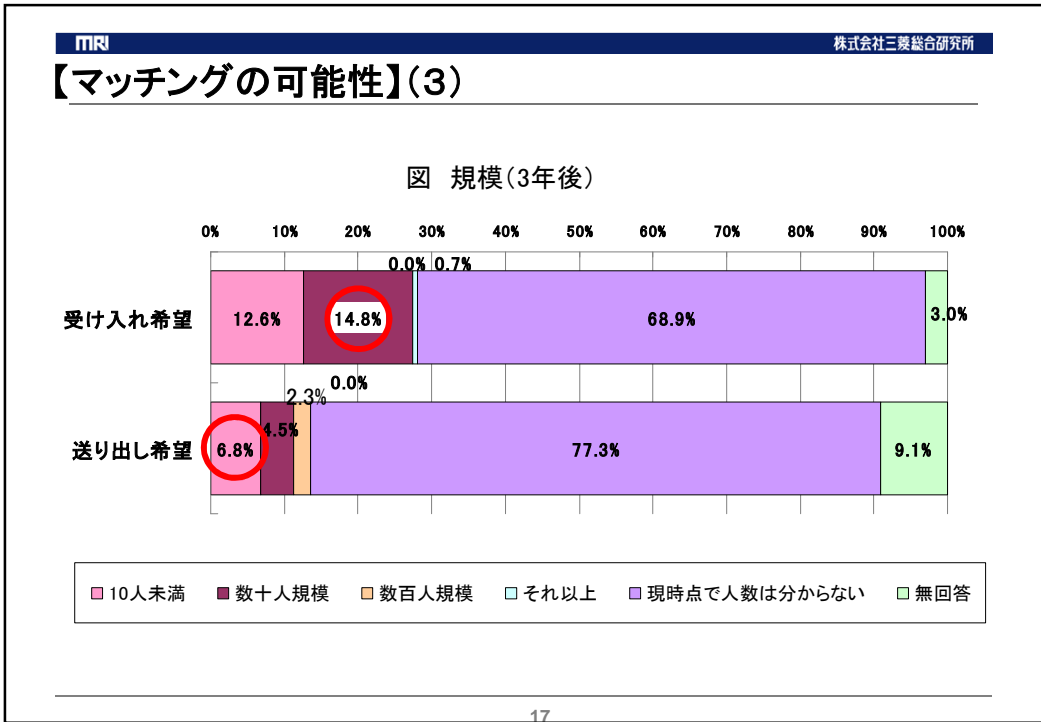 MRI 株式会社三菱総合研究所
【マッチングの可能性】(3)
図 規模(3年後)
0% 10% 20% 30% 40% 50% 60% 70% 80% 90% 100%
0.0% 0.7%
受け入れ希望 12.6% 14.8% 68.9% 3.0%
0.0%
2.3%
送り出し希望 6.8% 4.5% 77.3% 9.1%
10人未満 数十人規模 数百人規模 それ以上 現時点で人数は分からない 無回答
17